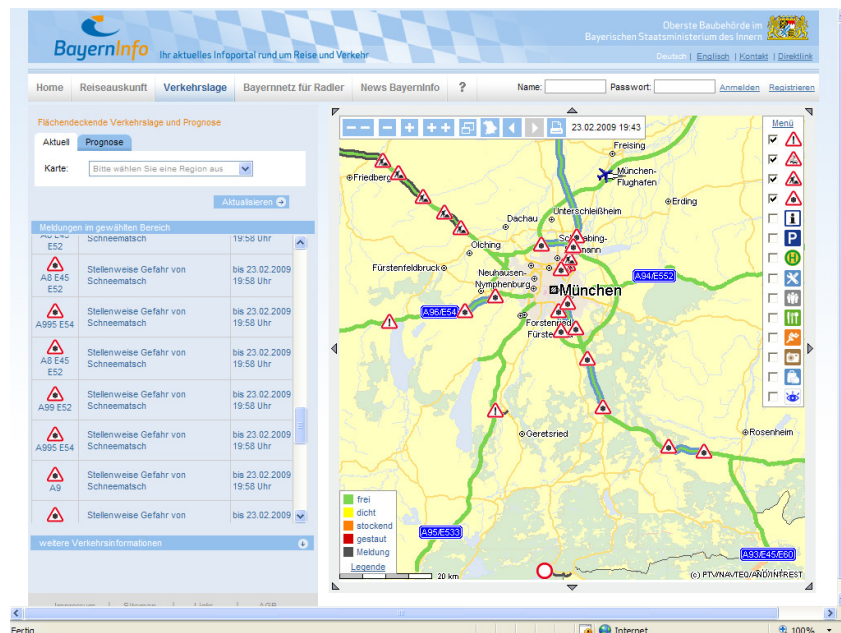 Oberste Baubehörde im
Bayerischen Staatsministerium des Innern
BayernInfo Ihr aktuelles Infoportal rund um Reise und Verkehr
Deutsch | Englisch | Kontakt | Direktlink
Home Reiseauskunft Verkehrslage Bayernnetz für Radler News BayernInfo ? Name: Passwort: Anmelden Registrieren
Flächendeckende Verkehrslage und Prognose
Aktuell Prognose
Karte: Bitte wählen Sie eine Region aus
Aktualisieren
Meldungen im gewählten Bereich
A8 E45
E52
Schneematsch
19:58 Uhr
A8 E45
E52
Stellenweise Gefahr von
Schneematsch
bis 23.02.2009
19:58 Uhr
A995 E54
Stellenweise Gefahr von
Schneematsch
bis 23.02.2009
19:58 Uhr
A8 E45
E52
Stellenweise Gefahr von
Schneematsch
bis 23.02.2009
19:58 Uhr
A99 E52
Stellenweise Gefahr von
Schneematsch
bis 23.02.2009
19:58 Uhr
A995 E54
Stellenweise Gefahr von
Schneematsch
bis 23.02.2009
19:58 Uhr
A9
Stellenweise Gefahr von
Schneematsch
bis 23.02.2009
19:58 Uhr
Stellenweise Gefahr von
bis 23.02.2009
weitere Verkehrsinformationen
23.02.2009 19:43
Menü
Freising
München-
Flughafen
Friedberg
Erding
Unterschleißheim
Dachau
Olching
Fürstenfeldbruck
Neuhausen-
Nymphenburg
A94/E552
München
A96/E54
Forstenried
Geretsried
Rosenheim
frei
dicht
stockend
gestaut
Meldung
Legende
A95/E533
A93/E45/E60
20 km
(c) PTV/NAVTEQ/AND/INFREST
Fertig
Internet
100%